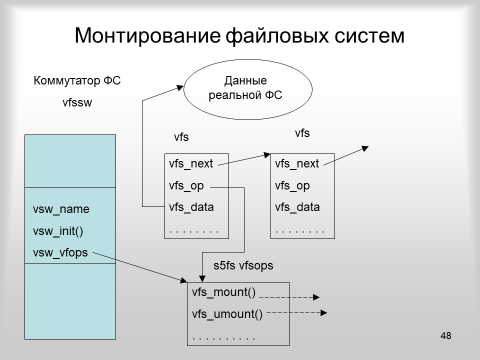 Монтирование файловых систем
Коммутатор ФС
vfssw
Данные
реальной ФС
vfs
vfs
vfs_next
vfs_op
vfs_data
. . . . . . . .
vfs_next
vfs_op
vfs_data
. . . . . . . .
vsw_name
vsw_init()
vsw_vfops
s5fs vfsops
vfs_mount()
vfs_umount()
. . . . . . . . . .
48